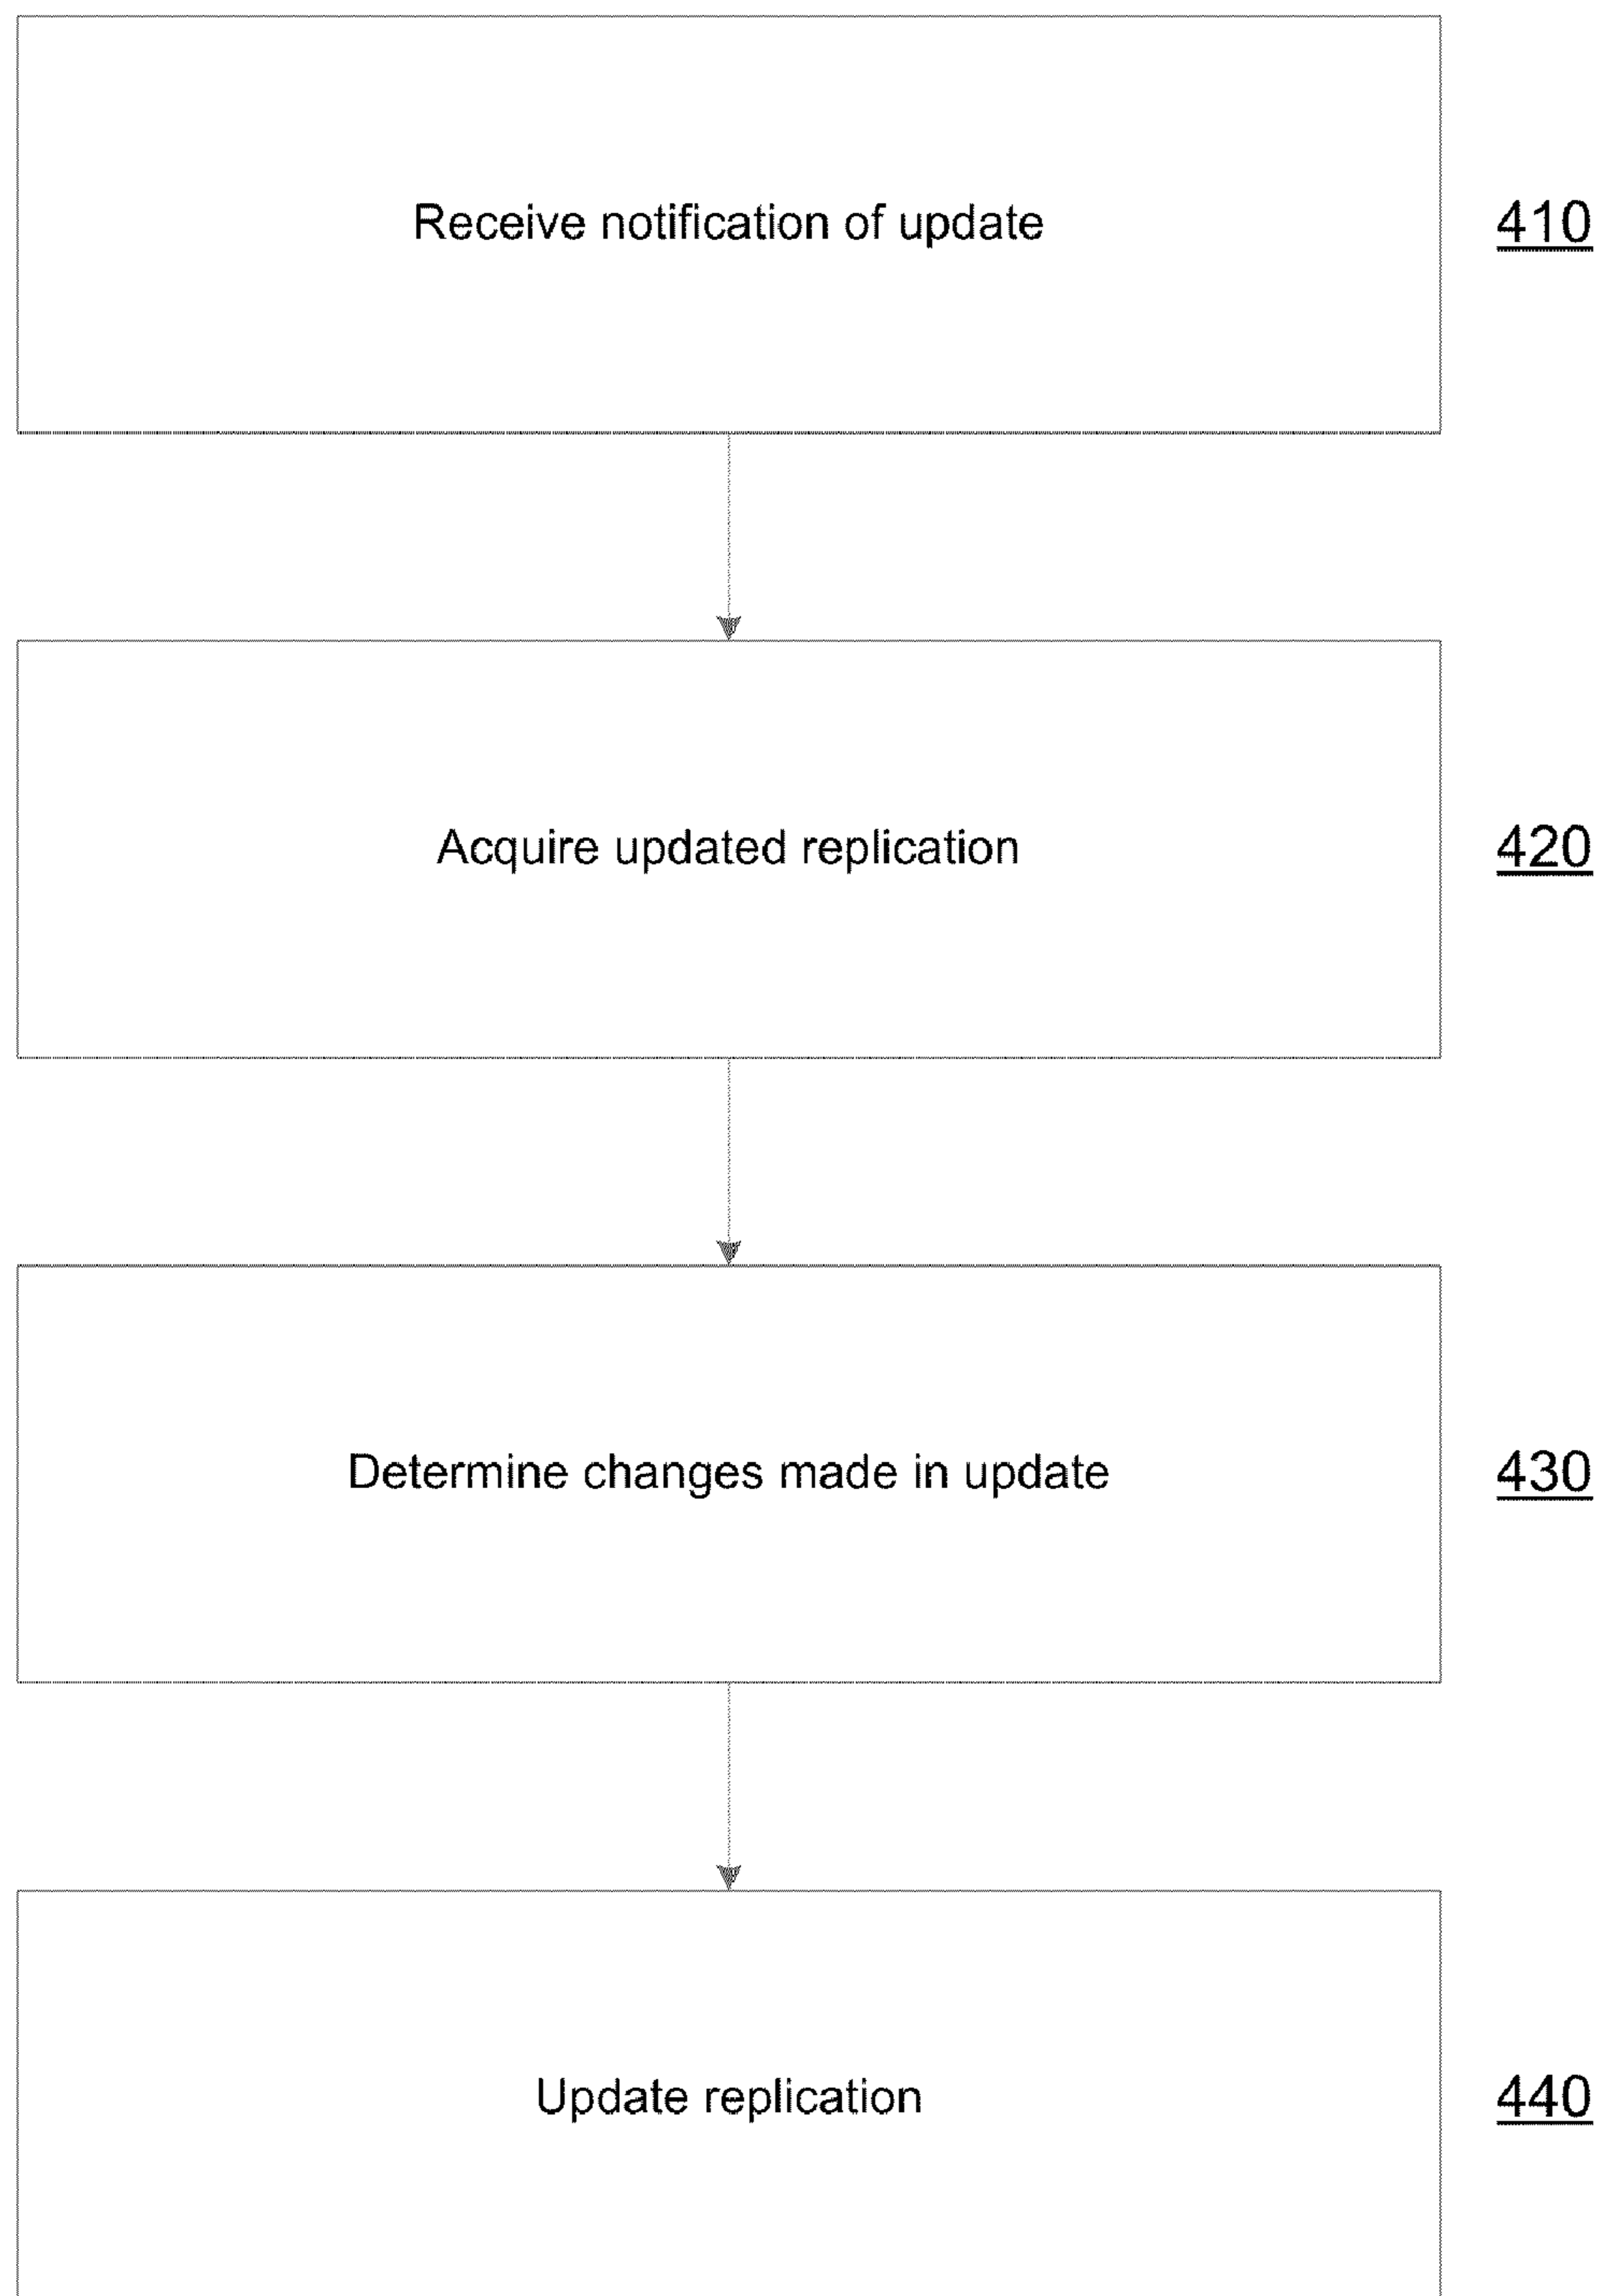 Receive notification of update
410
Acquire updated replication
420
Determine changes made in update
430
Update replication
440